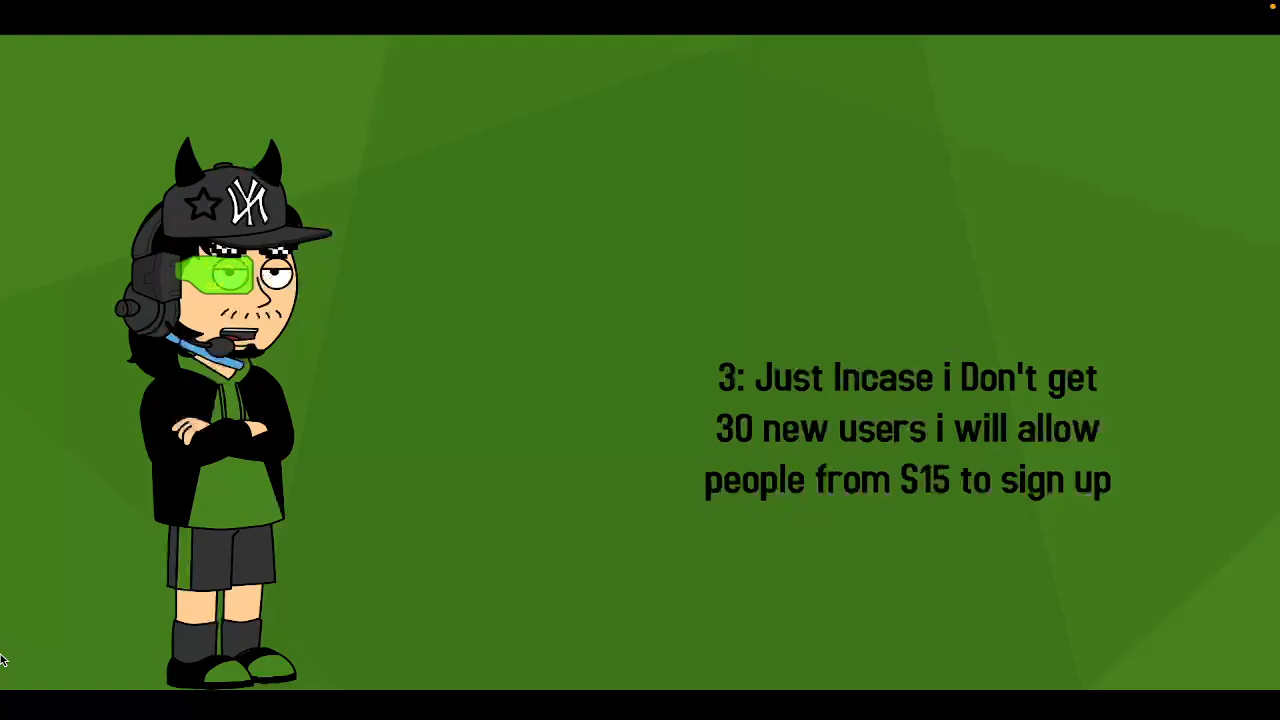 3: Just Incase i Don't get
30 new users i will allow
people from S15 to sign up